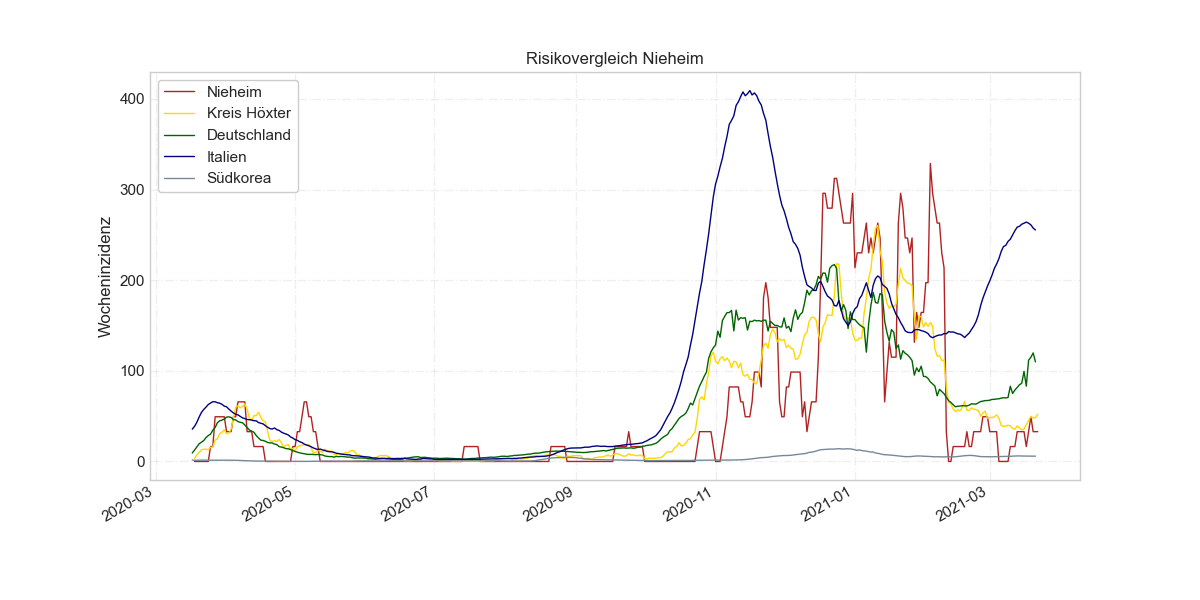 Risikovergleich Nieheim
Nieheim
Kreis Höxter
Deutschland
Italien
Südkorea
Wocheninzidenz
400
300
200
100
0
2020-03
2020-05
2020-07
2020-09
2020-11
2021-01
2021-03